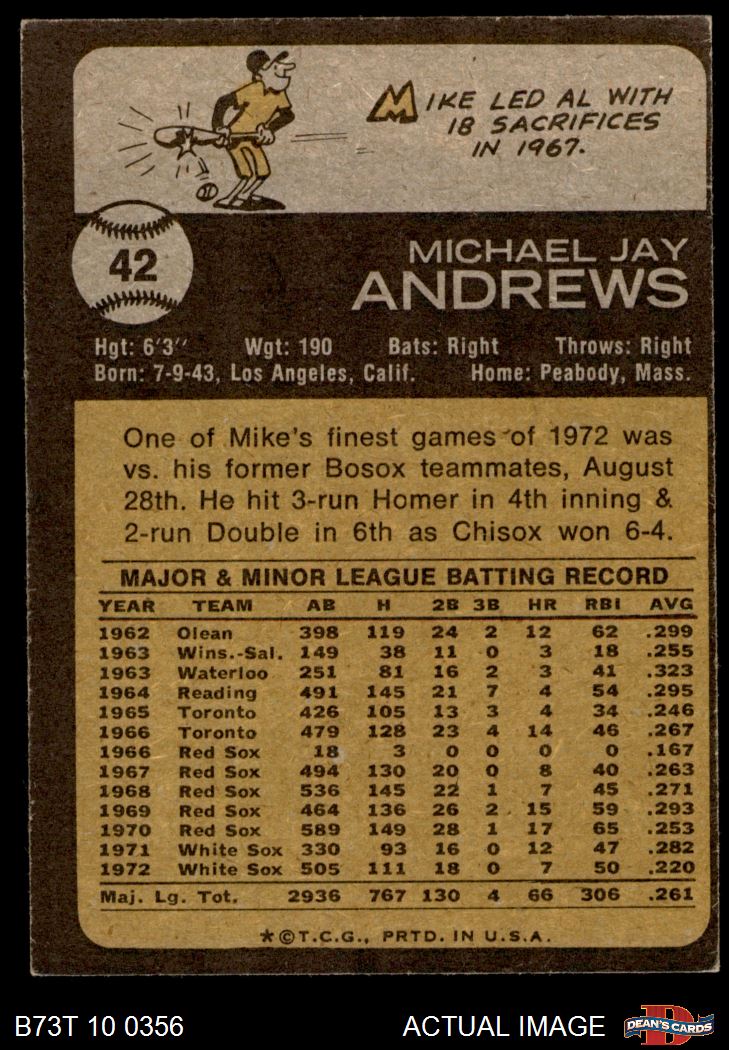 MIKE LED AL WITH
18 SACRIFICES
IN 1967.
42
MICHAEL JAY
ANDREWS
Hgt: 6'3" Wgt: 190 Bats: Right Throws: Right
Born: 7-9-43, Los Angeles, Calif. Home: Peabody, Mass.
One of Mike's finest games of 1972 was
vs. his former Bosox teammates, August
28th. He hit 3-run Homer in 4th inning &
2-run Double in 6th as Chisox won 6-4.
MAJOR & MINOR LEAGUE BATTING RECORD
YEAR TEAM AB H 2B 3B HR RBI AVG
1962 Olean 398 119 24 2 12 62 .299
1963 Wins.-Sal. 149 38 11 0 3 18 .255
1963 Waterloo 251 81 16 2 3 41 .323
1964 Reading 491 145 21 7 4 54 .295
1965 Toronto 426 105 13 3 4 34 .246
1966 Toronto 479 128 23 4 14 46 .267
1966 Red Sox 18 3 0 0 0 0 .167
1967 Red Sox 494 130 20 0 8 40 .263
1968 Red Sox 536 145 22 1 7 45 .271
1969 Red Sox 464 136 26 2 15 59 .293
1970 Red Sox 589 149 28 1 17 65 .253
1971 White Sox 330 93 16 0 12 47 .282
1972 White Sox 505 111 18 0 7 50 .220
Maj. Lg. Tot. 2936 767 130 4 66 306 .261
*©T.C.G., PRTD. IN U.S.A.
B73T 10 0356 ACTUAL IMAGE D DEAN'S CARDS